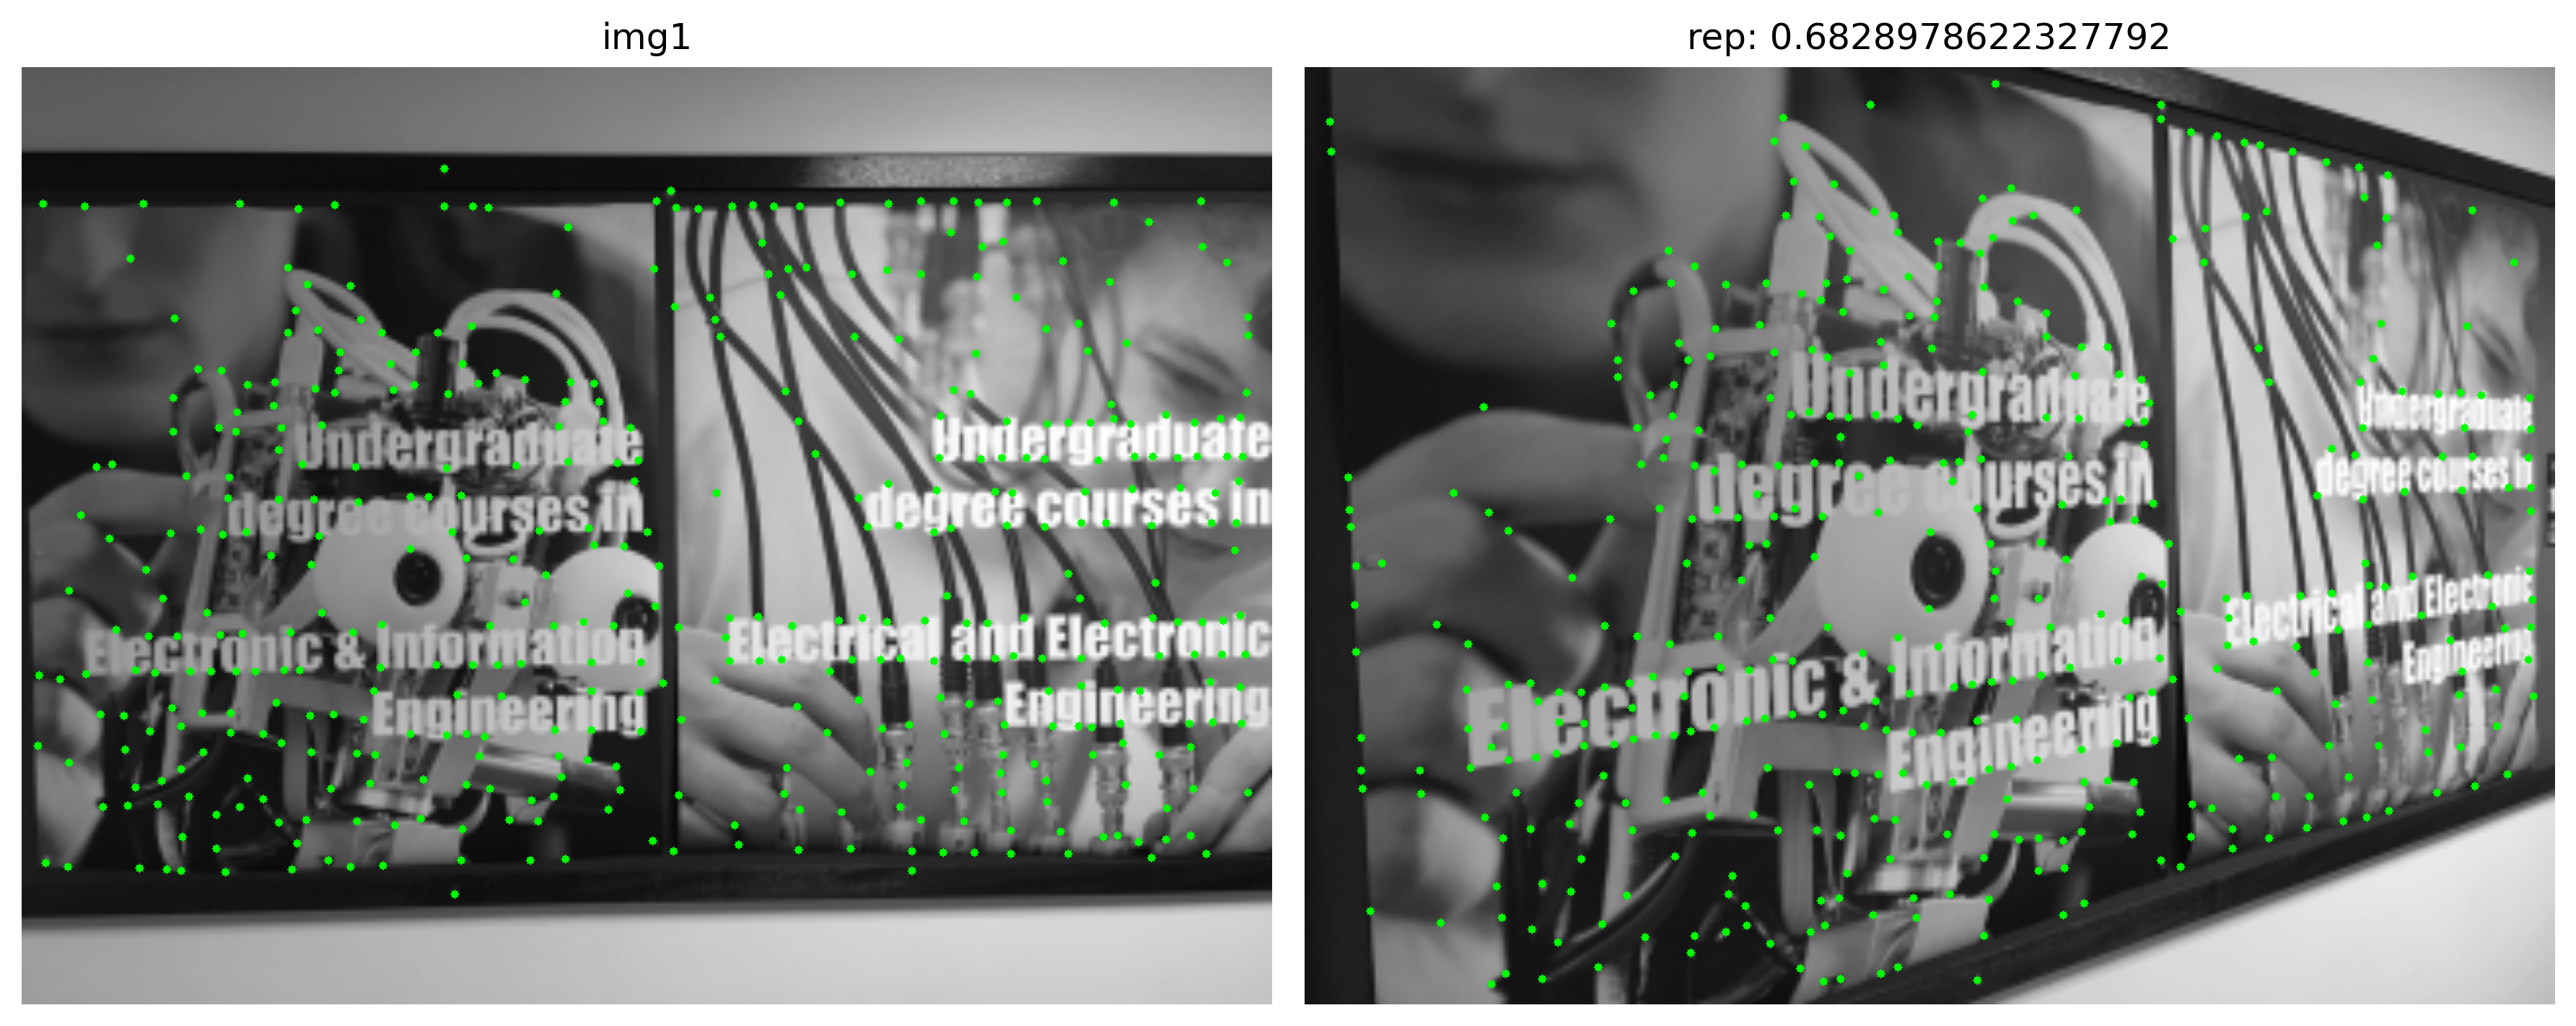 img1
Undergraduate
degree courses in
Electronic & Information
Engineering
Undergraduate
degree courses in
Electrical and Electronic
Engineering
rep: 0.6828978622327792
Undergraduate
degree courses in
Electronic & Information
Engineering
Undergraduate
degree courses in
Electrical and Electronic
Engineering